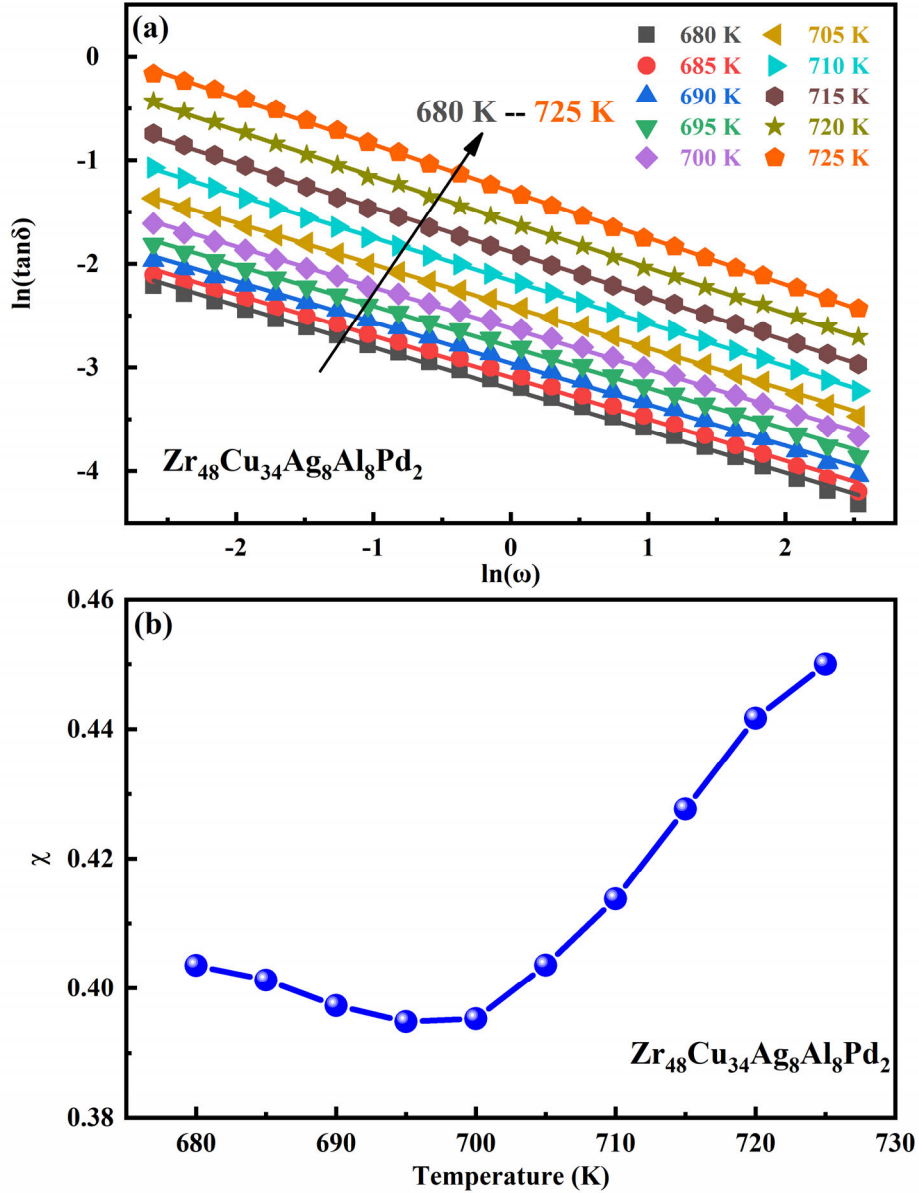 (a)
680 K 705 K
685 K 710 K
690 K 715 K
695 K 720 K
700 K 725 K
680 K -- 725 K
0
-1
-2
-3
-4
ln(tanδ)
Zr₄₈Cu₃₄Ag₈Al₈Pd₂
-2 -1 0 1 2
ln(ω)
(b)
0.46
0.44
0.42
0.40
0.38
χ
Zr₄₈Cu₃₄Ag₈Al₈Pd₂
680 690 700 710 720 730
Temperature (K)